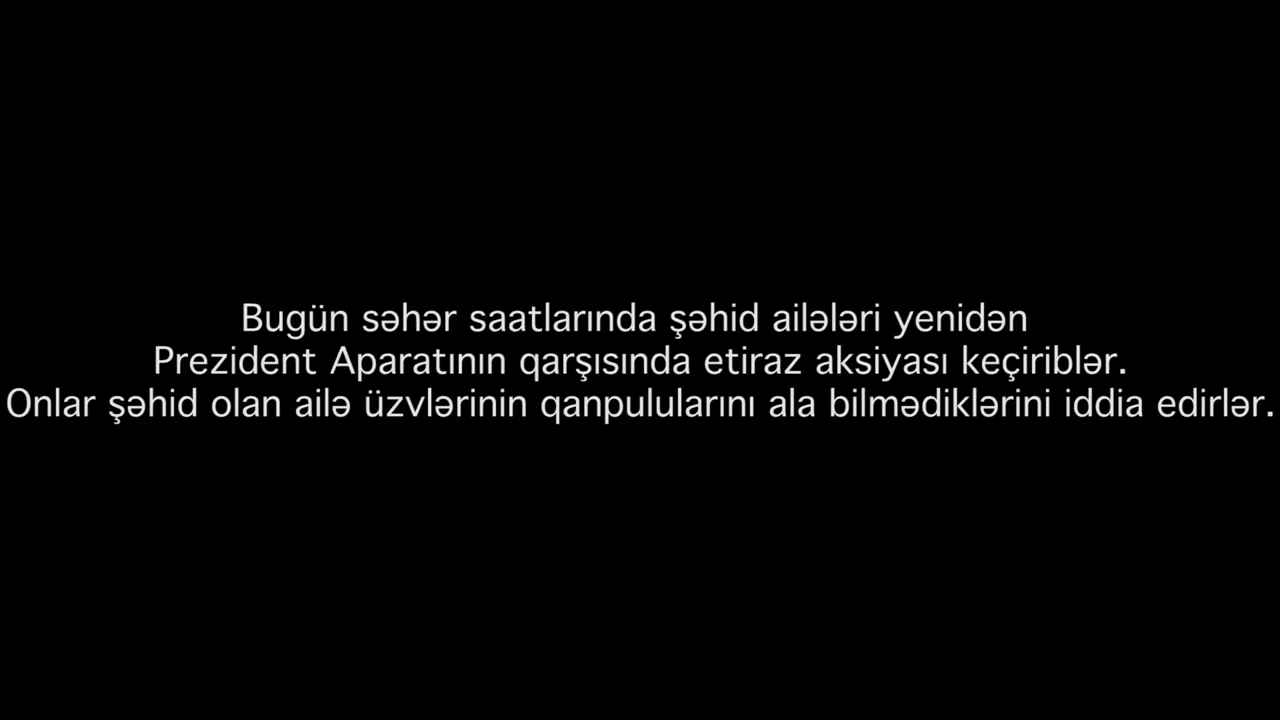 Bugün səhər saatlarında şəhid ailələri yenidən
Prezident Aparatının qarşısında etiraz aksiyası keçiriblər.
Onlar şəhid olan ailə üzvlərinin qanpulularını ala bilmədiklərini iddia edirlər.